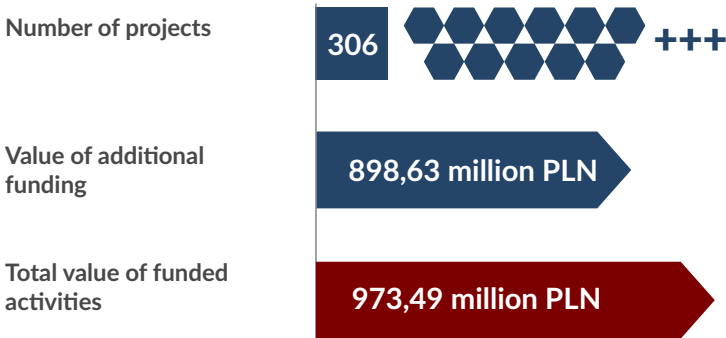 Number of projects
306
+++
Value of additional
funding
898,63 million PLN
Total value of funded
activities
973,49 million PLN